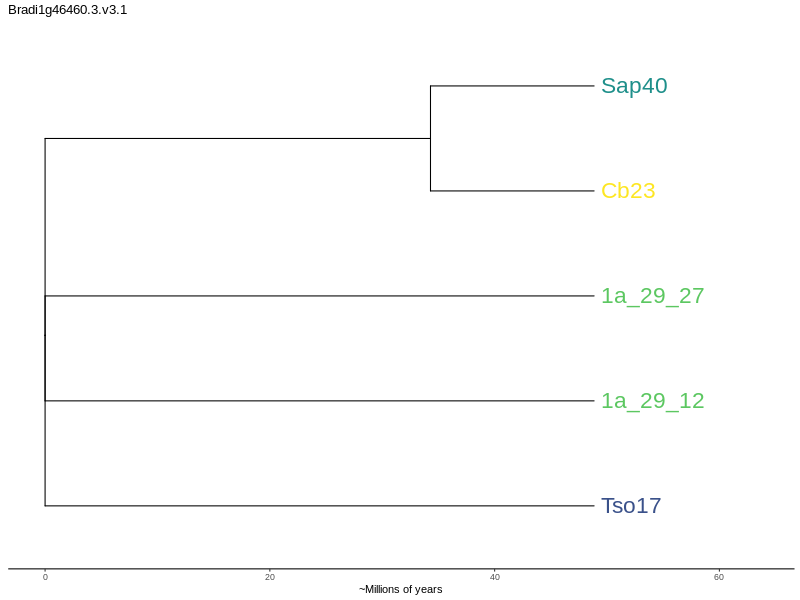 Bradi1g46460.3.v3.1
Sap40
Cb23
1a_29_27
1a_29_12
Tso17
0 20 40 60
~Millions of years